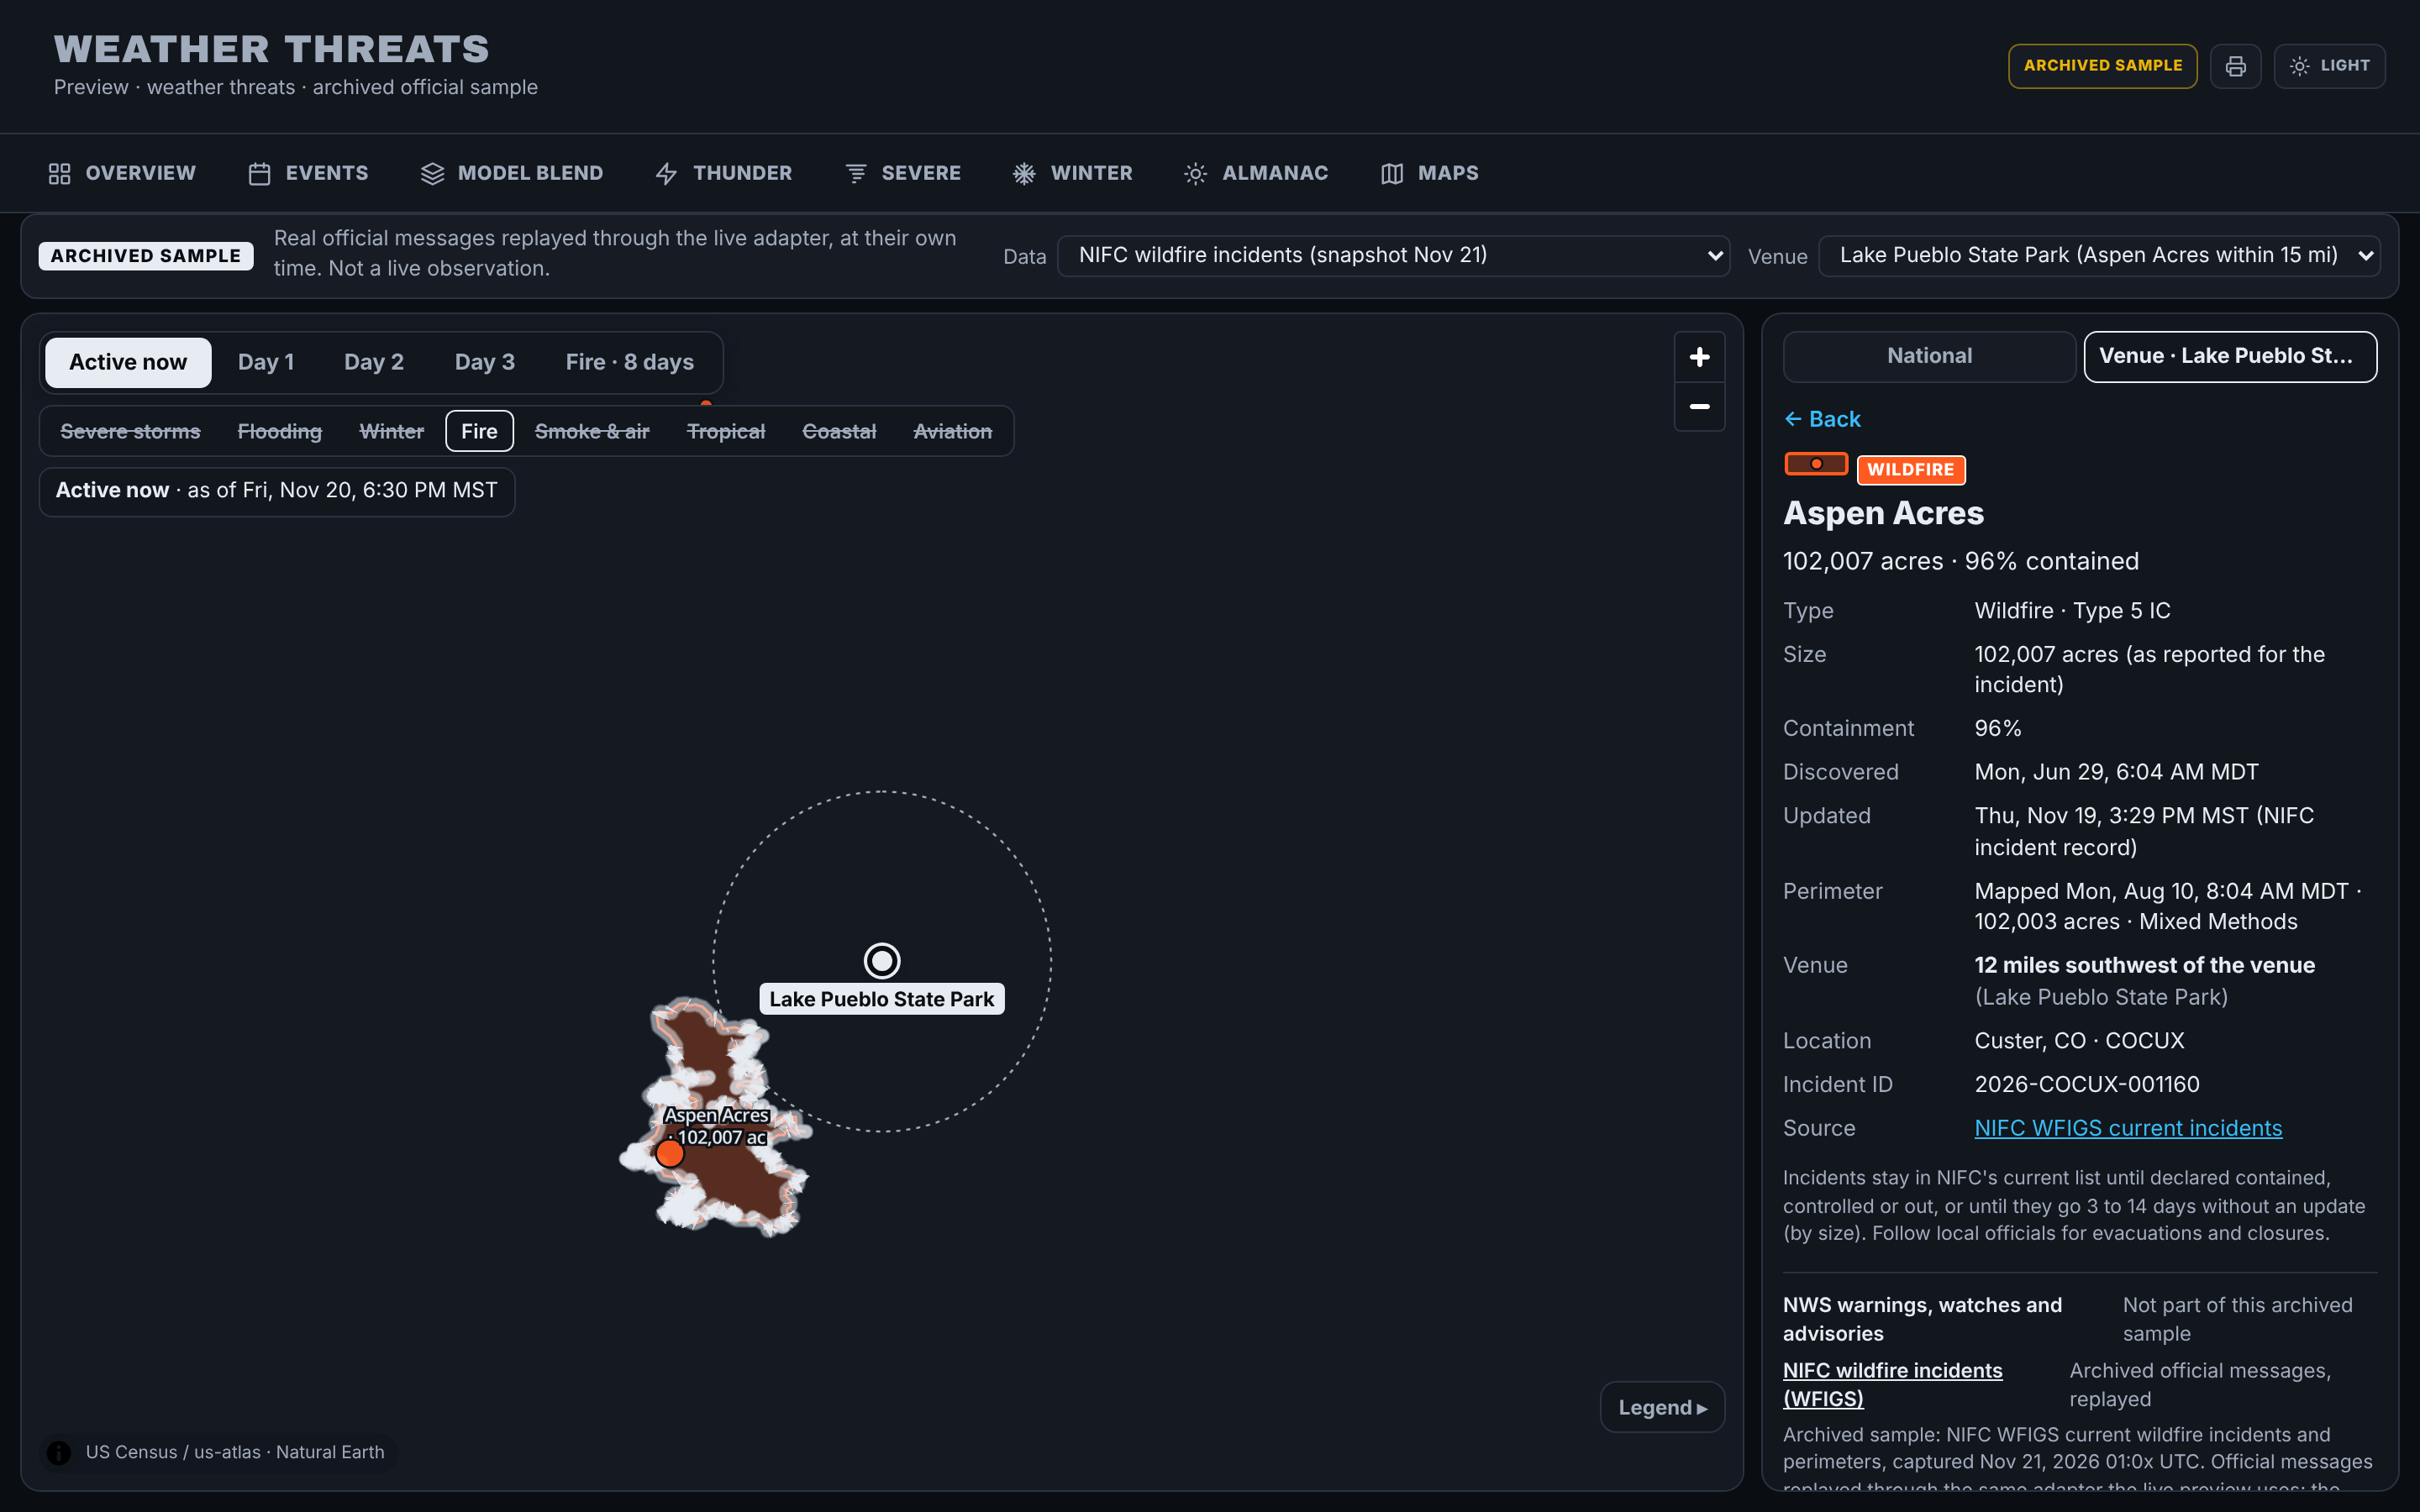 WEATHER THREATS
Preview · weather threats · archived official sample
ARCHIVED SAMPLE
LIGHT
OVERVIEW
EVENTS
MODEL BLEND
THUNDER
SEVERE
WINTER
ALMANAC
MAPS
ARCHIVED SAMPLE
Real official messages replayed through the live adapter, at their own
time. Not a live observation.
Data
NIFC wildfire incidents (snapshot Nov 21)
Venue
Lake Pueblo State Park (Aspen Acres within 15 mi)
Active now
Day 1
Day 2
Day 3
Fire · 8 days
Severe storms
Flooding
Winter
Fire
Smoke & air
Tropical
Coastal
Aviation
Active now · as of Fri, Nov 20, 6:30 PM MST
+
−
Lake Pueblo State Park
Aspen Acres
· 102,007 ac
Legend ▸
US Census / us-atlas · Natural Earth
National
Venue · Lake Pueblo St…
← Back
WILDFIRE
Aspen Acres
102,007 acres · 96% contained
Type
Wildfire · Type 5 IC
Size
102,007 acres (as reported for the
incident)
Containment
96%
Discovered
Mon, Jun 29, 6:04 AM MDT
Updated
Thu, Nov 19, 3:29 PM MST (NIFC
incident record)
Perimeter
Mapped Mon, Aug 10, 8:04 AM MDT ·
102,003 acres · Mixed Methods
Venue
12 miles southwest of the venue
(Lake Pueblo State Park)
Location
Custer, CO · COCUX
Incident ID
2026-COCUX-001160
Source
NIFC WFIGS current incidents
Incidents stay in NIFC's current list until declared contained,
controlled or out, or until they go 3 to 14 days without an update
(by size). Follow local officials for evacuations and closures.
NWS warnings, watches and
advisories
Not part of this archived
sample
NIFC wildfire incidents
(WFIGS)
Archived official messages,
replayed
Archived sample: NIFC WFIGS current wildfire incidents and
perimeters, captured Nov 21, 2026 01:0x UTC. Official messages
replayed through the same adapter the live preview uses; the